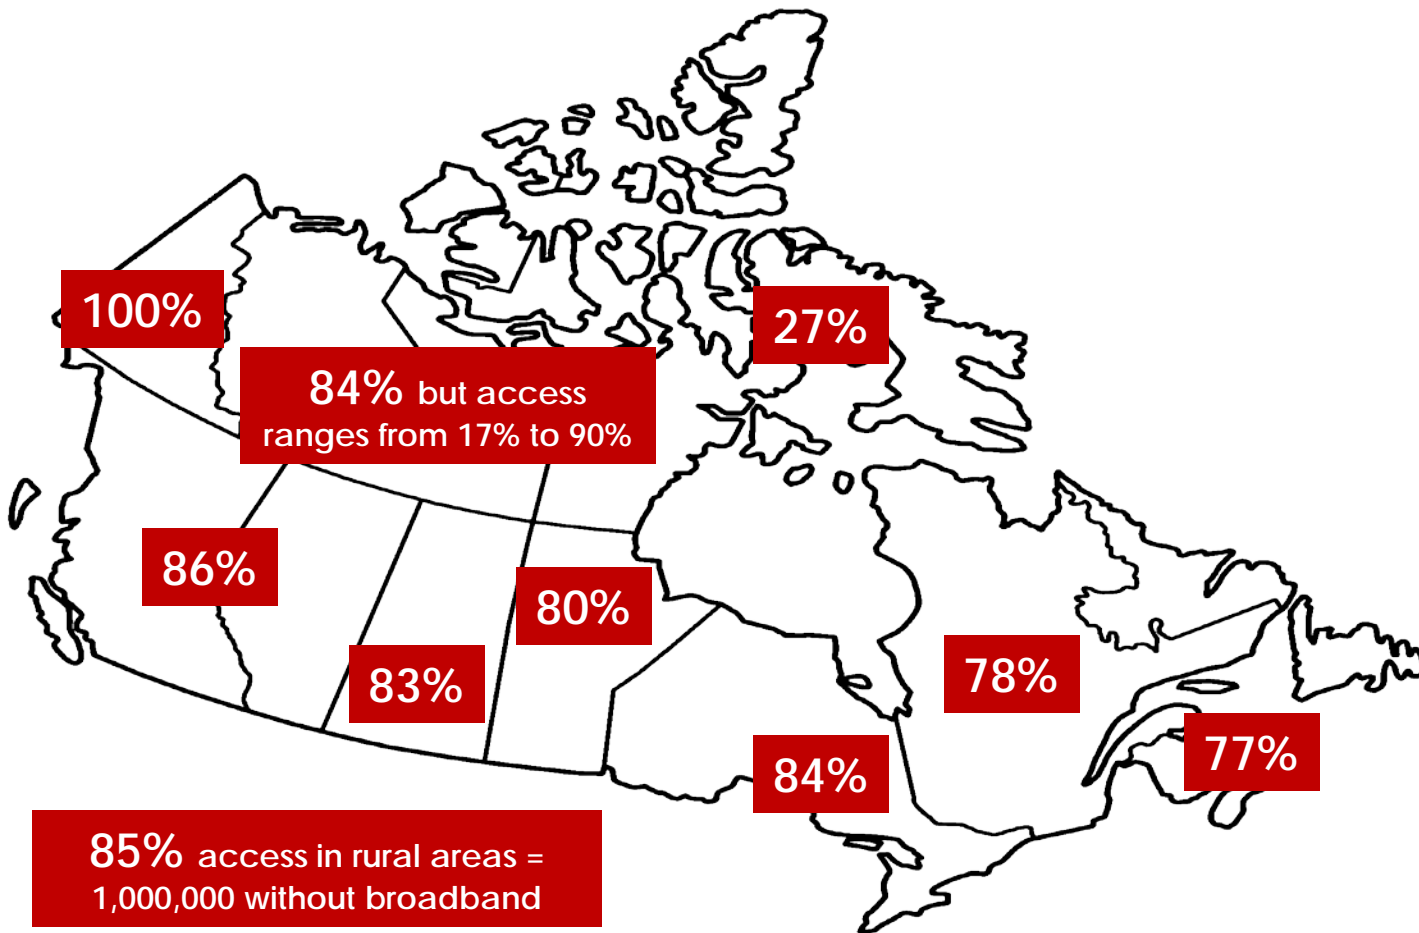 100%
27%
84% but access
ranges from 17% to 90%
86%
80%
83%
78%
77%
84%
85% access in rural areas =
1,000,000 without broadband